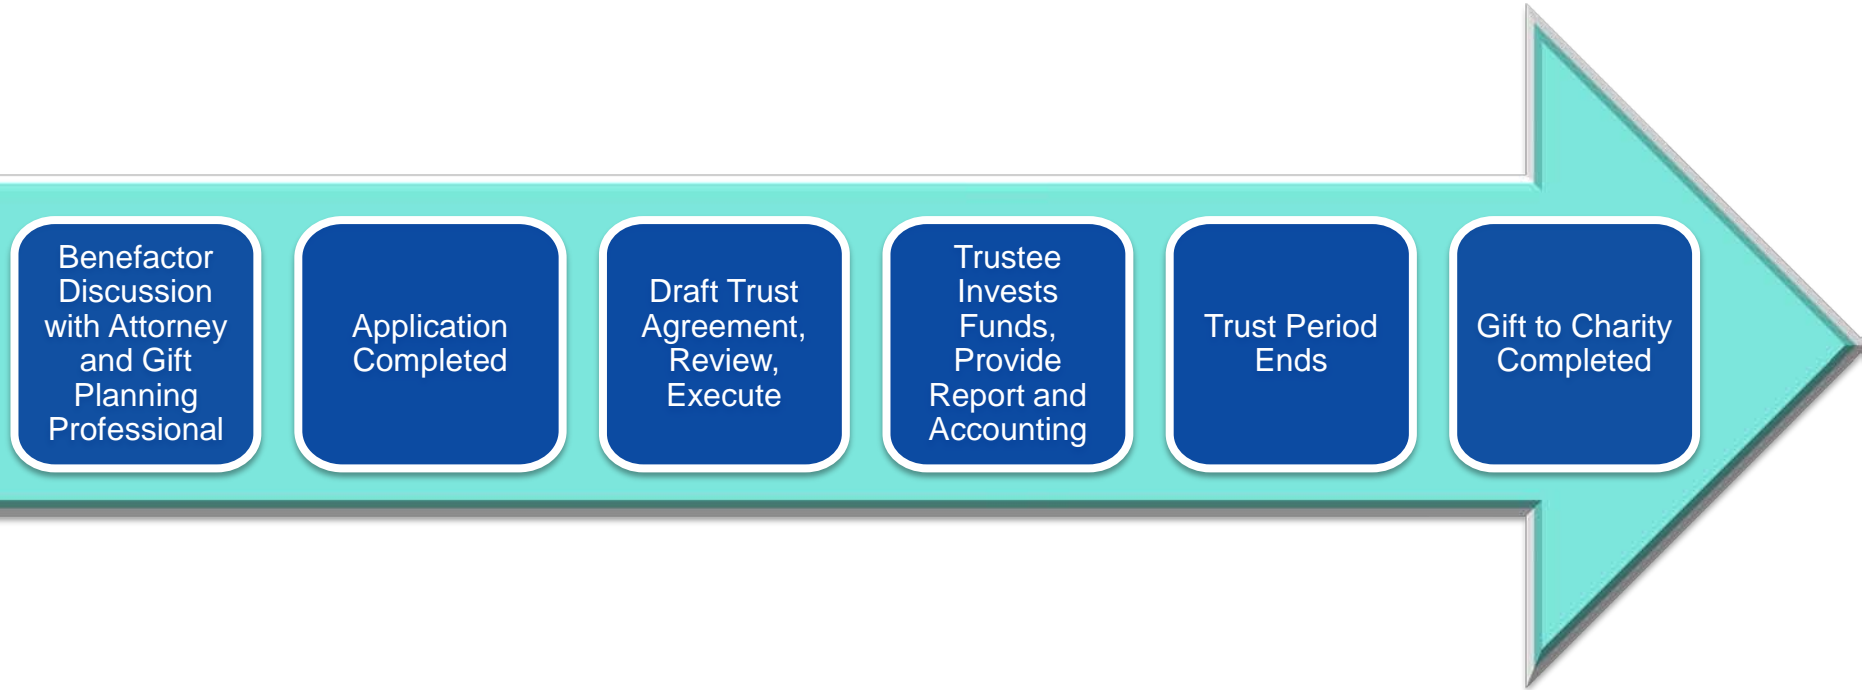 Benefactor
Discussion
with Attorney
and Gift
Planning
Professional
Application
Completed
Draft Trust
Agreement,
Review,
Execute
Trustee
Invests
Funds,
Provide
Report and
Accounting
Trust Period
Ends
Gift to Charity
Completed